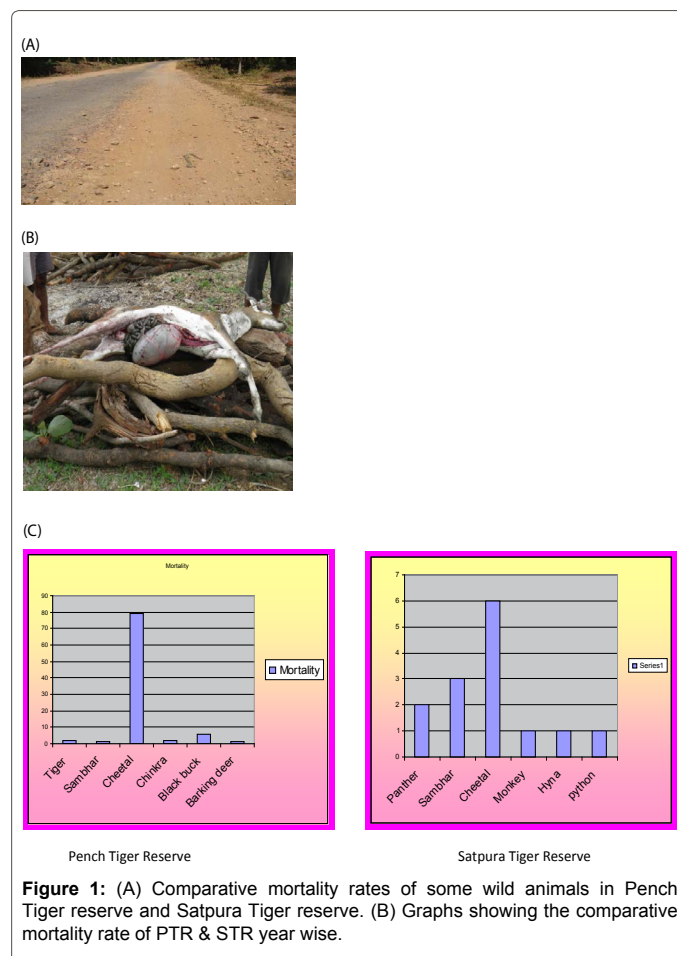 (A)
(B)
(C)
Mortality
90
80
70
60
50
40
30
20
10
0
Tiger
Sambhar
Cheetal
Chinkra
Black buck
Barking deer
Mortality
Pench Tiger Reserve
7
6
5
4
3
2
1
0
Panther
Sambhar
Cheetal
Monkey
Hyna
python
Series1
Satpura Tiger Reserve
Figure 1: (A) Comparative mortality rates of some wild animals in Pench
Tiger reserve and Satpura Tiger reserve. (B) Graphs showing the comparative
mortality rate of PTR & STR year wise.